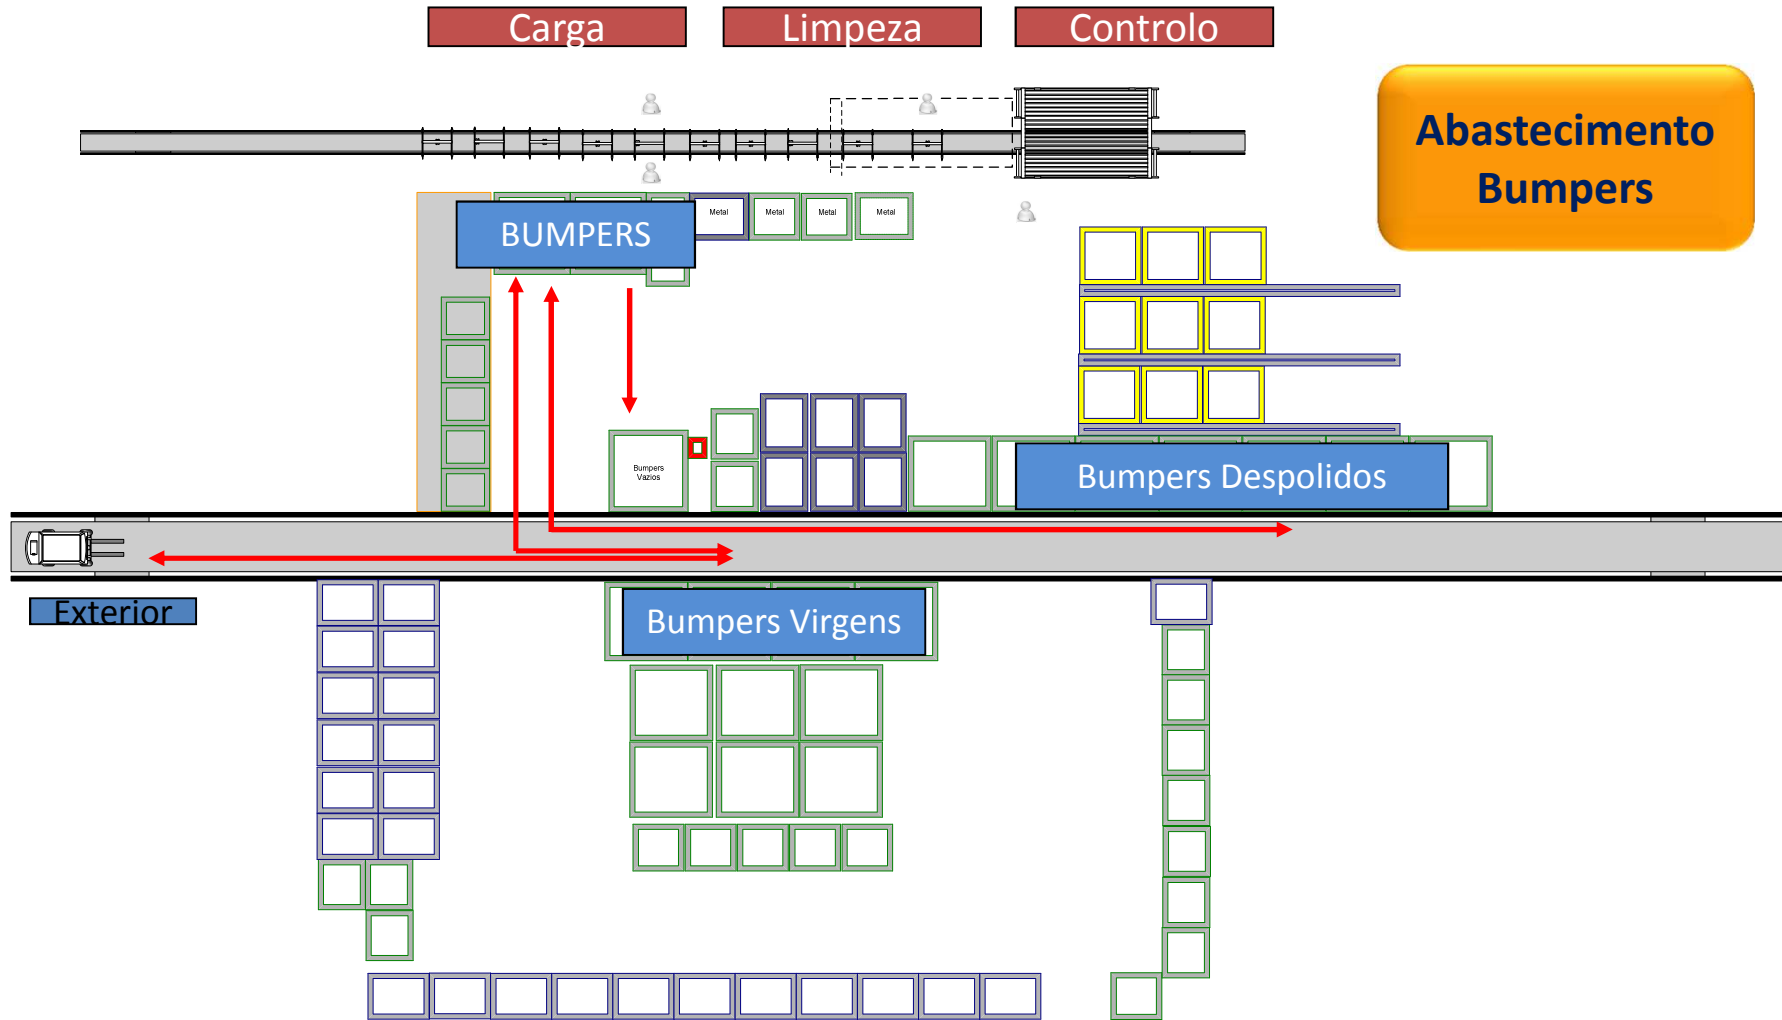 Carga
Limpeza
Controlo
Abastecimento
Bumpers
BUMPERS
Metal
Metal
Metal
Metal
Bumpers
Vazios
Bumpers Despolidos
Exterior
Bumpers Virgens